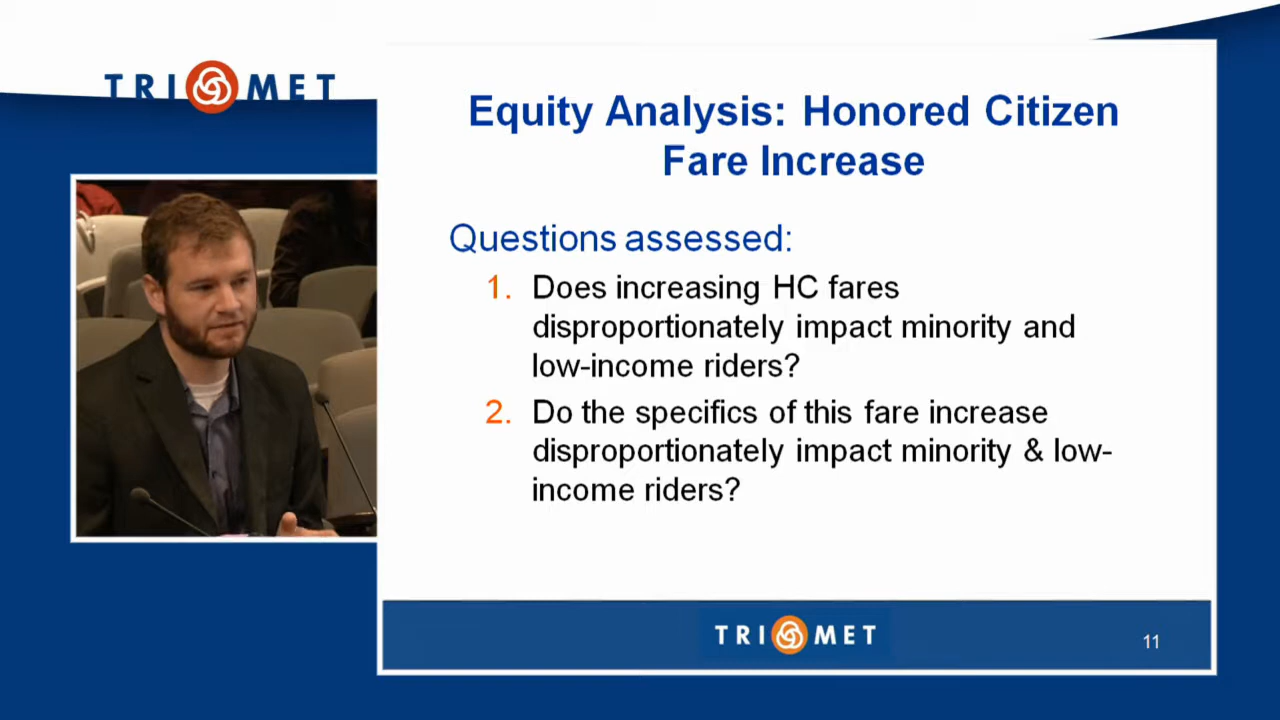 TRIMET
Equity Analysis: Honored Citizen
Fare Increase
Questions assessed:
1. Does increasing HC fares
disproportionately impact minority and
low-income riders?
2. Do the specifics of this fare increase
disproportionately impact minority & low-
income riders?
TRIMET
11